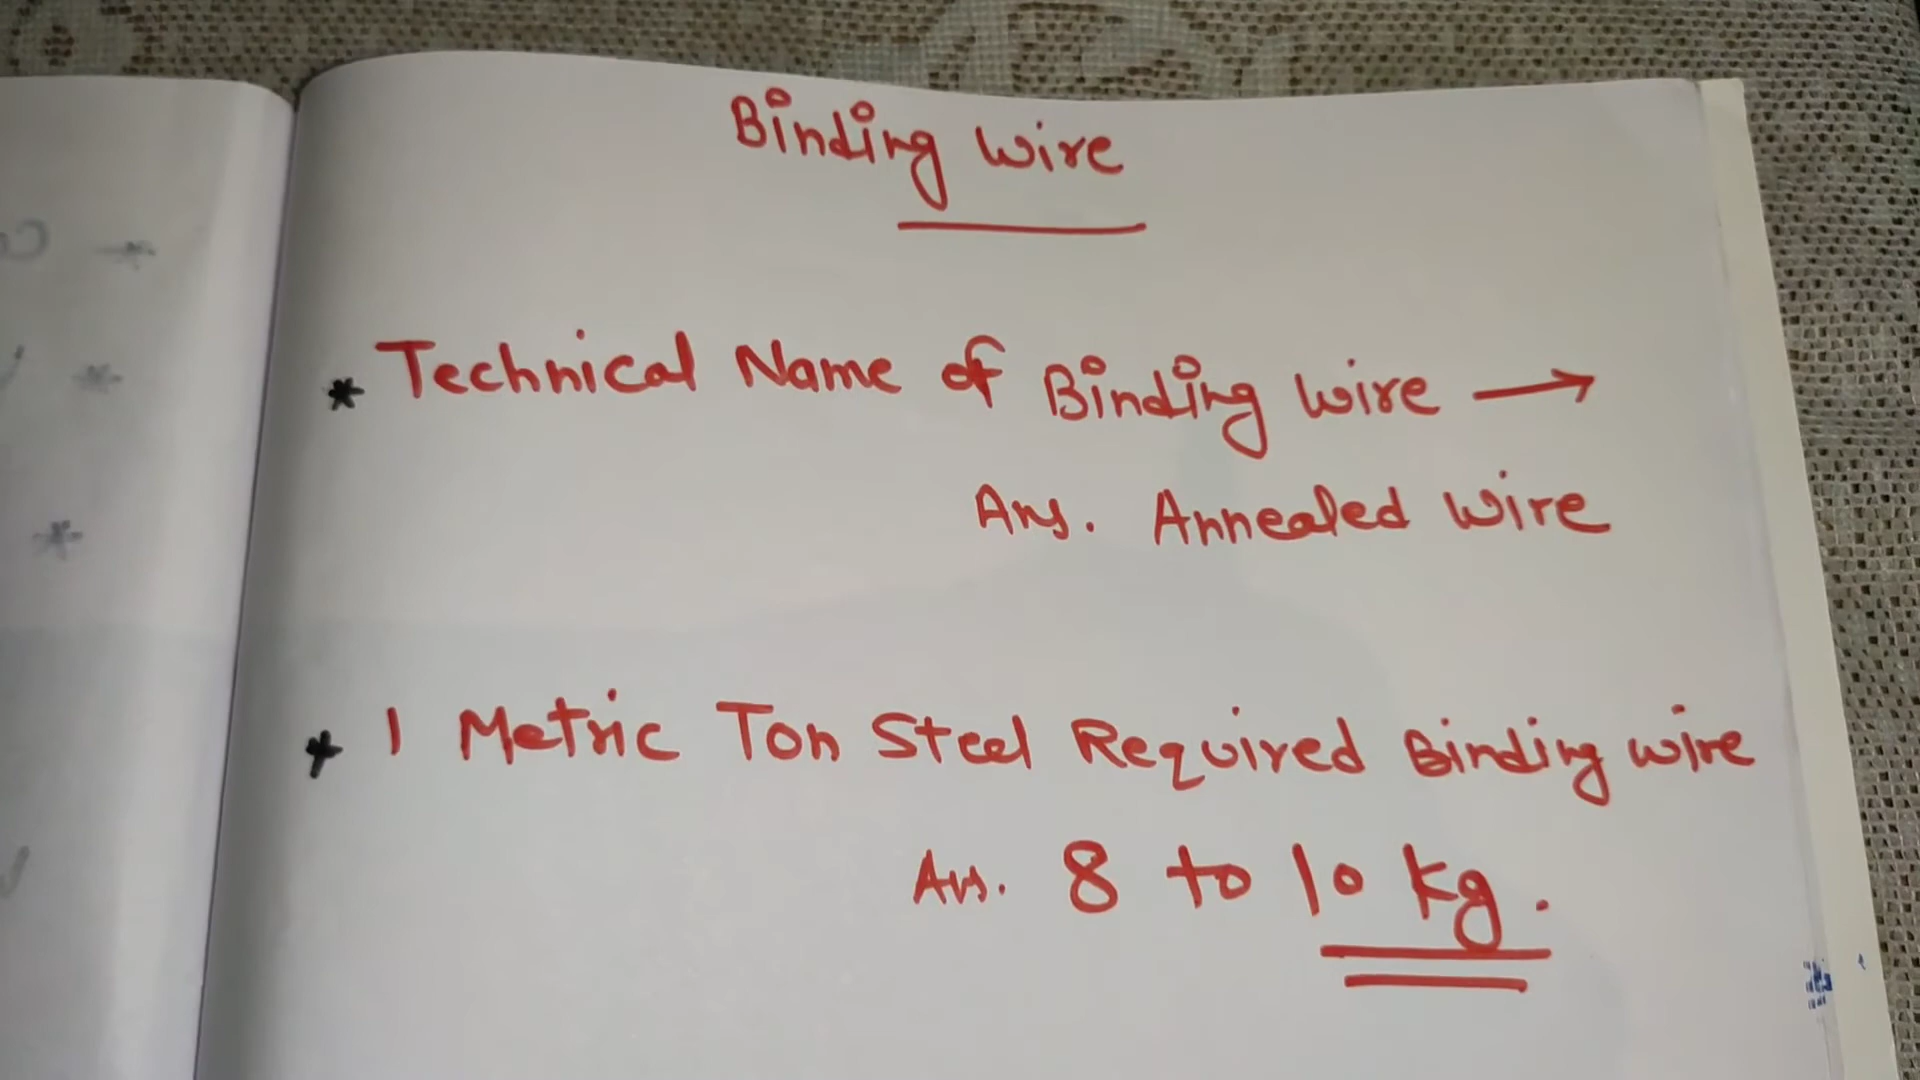 Binding wire
* Technical Name of Binding wire →
Ans. Annealed wire
* 1 Metric Ton Steel Required Binding wire
Ans. 8 to 10 kg.